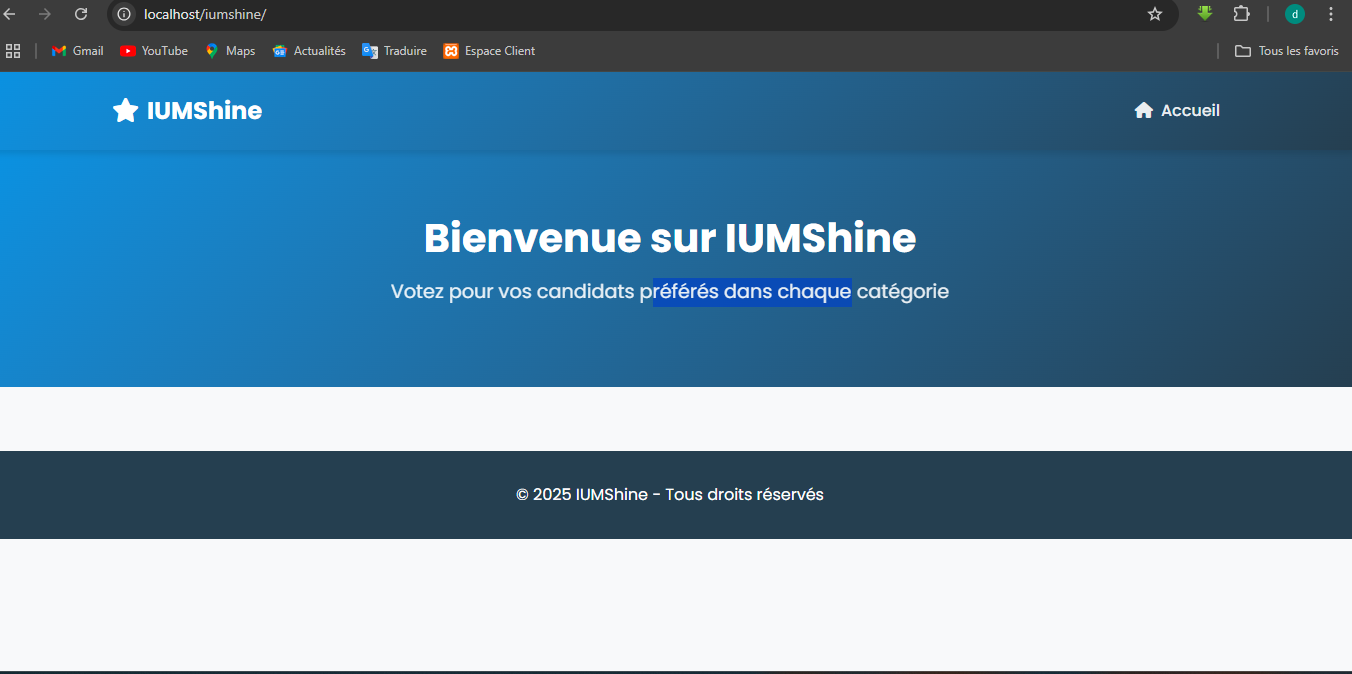 localhost/iumshine/
d
Gmail YouTube Maps Actualités Traduire Espace Client Tous les favoris
IUMShine Accueil
Bienvenue sur IUMShine
Votez pour vos candidats préférés dans chaque catégorie
© 2025 IUMShine - Tous droits réservés